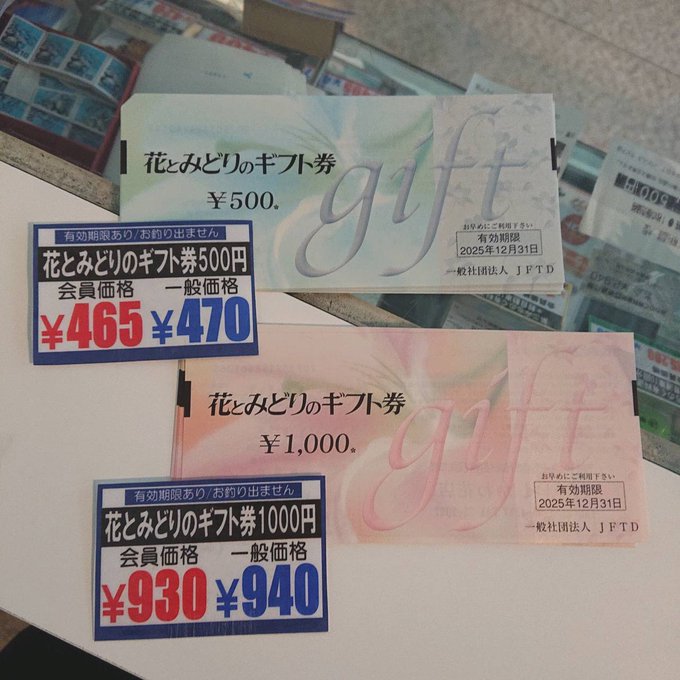 花とみどりのギフト券
¥500
gift
お早めにご利用下さい
有効期限
2025年12月31日
一般社団法人 JFTD
有効期限あり/お釣り出ません
花とみどりのギフト券500円
会員価格 一般価格
¥465 ¥470
花とみどりのギフト券
¥1,000
gift
お早めにご利用下さい
有効期限
2025年12月31日
一般社団法人 JFTD
有効期限あり/お釣り出ません
花とみどりのギフト券1000円
会員価格 一般価格
¥930 ¥940